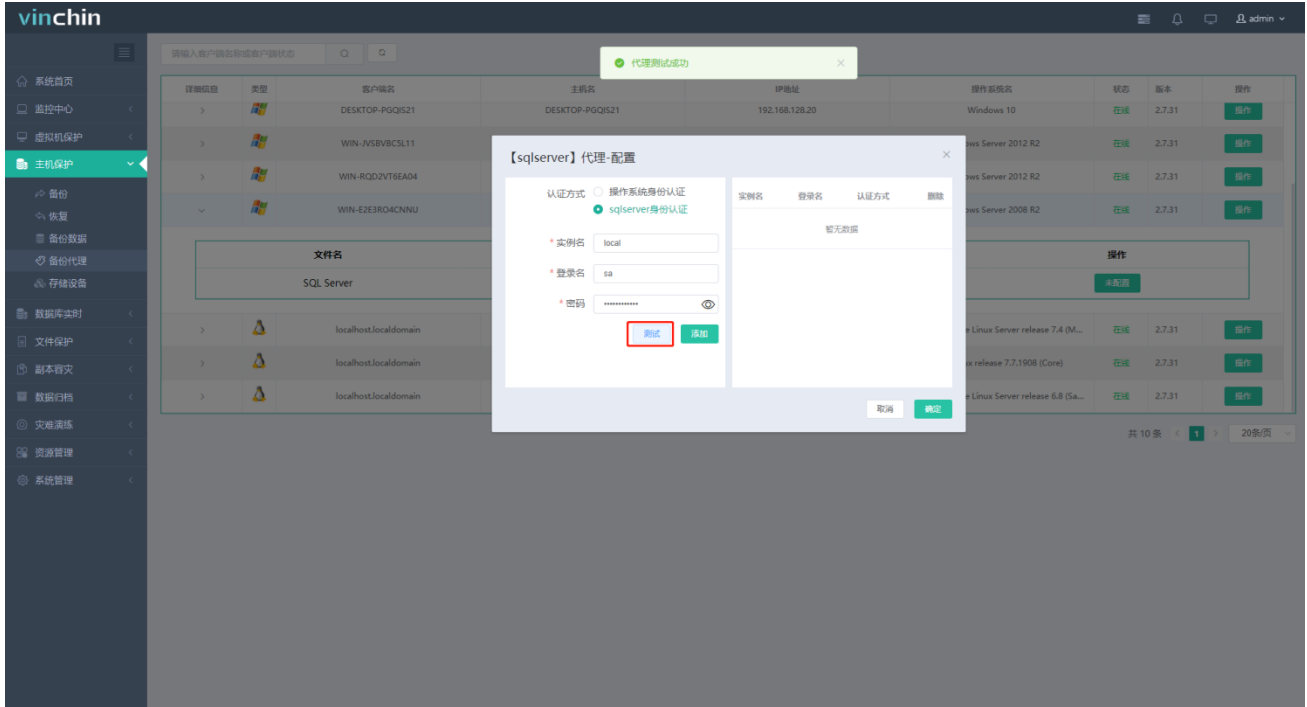 vinchin
admin
请输入客户端名称或客户端状态
代理测试成功
系统首页
监控中心
虚拟机保护
主机保护
备份
恢复
备份数据
备份代理
存储设备
数据库实时
文件保护
副本容灾
数据归档
灾难演练
资源管理
系统管理
详细信息 类型 客户端名 主机名 IP地址 操作系统名 状态 版本 操作
DESKTOP-PGQIS21 DESKTOP-PGQIS21 192.168.128.20 Windows 10 在线 2.7.31 操作
WIN-JVSBVBC5L11 ows Server 2012 R2 在线 2.7.31 操作
WIN-RQD2VT6EA04 ows Server 2012 R2 在线 2.7.31 操作
WIN-E2E3RO4CNNU ows Server 2008 R2 在线 2.7.31 操作
文件名 操作
SQL Server 未配置
localhost.localdomain e Linux Server release 7.4 (M... 在线 2.7.31 操作
localhost.localdomain ux release 7.7.1908 (Core) 在线 2.7.31 操作
localhost.localdomain e Linux Server release 6.8 (Sa... 在线 2.7.31 操作
共 10 条 1 20条/页
【sqlserver】代理-配置
认证方式 操作系统身份认证
sqlserver身份认证
* 实例名 local
* 登录名 sa
* 密码 ············
测试 添加
实例名 登录名 认证方式 删除
暂无数据
取消 确定